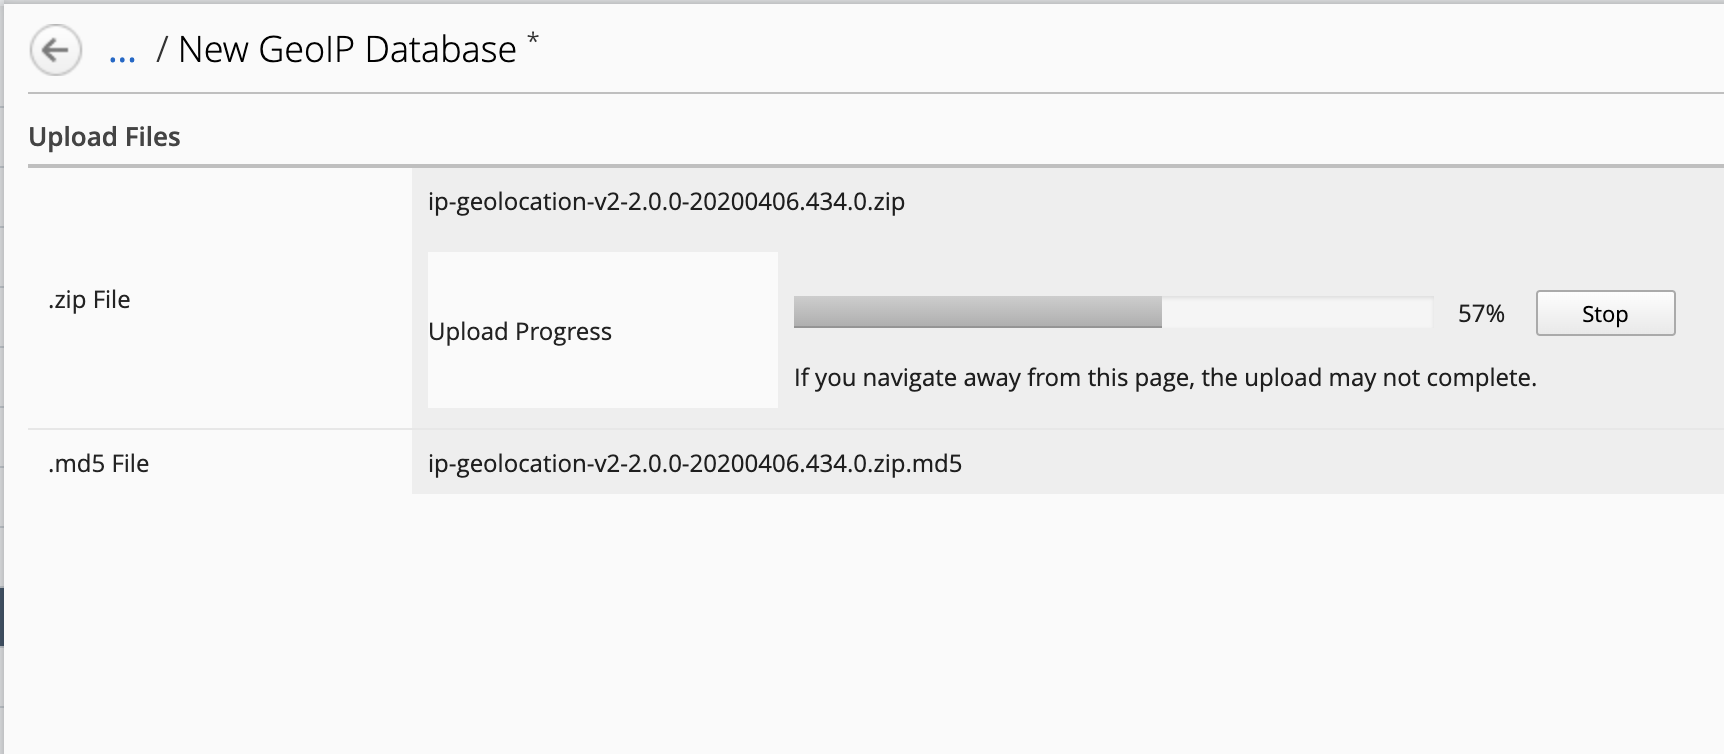 ... / New GeoIP Database *
Upload Files
.zip File
ip-geolocation-v2-2.0.0-20200406.434.0.zip
Upload Progress
57%
Stop
If you navigate away from this page, the upload may not complete.
.md5 File
ip-geolocation-v2-2.0.0-20200406.434.0.zip.md5